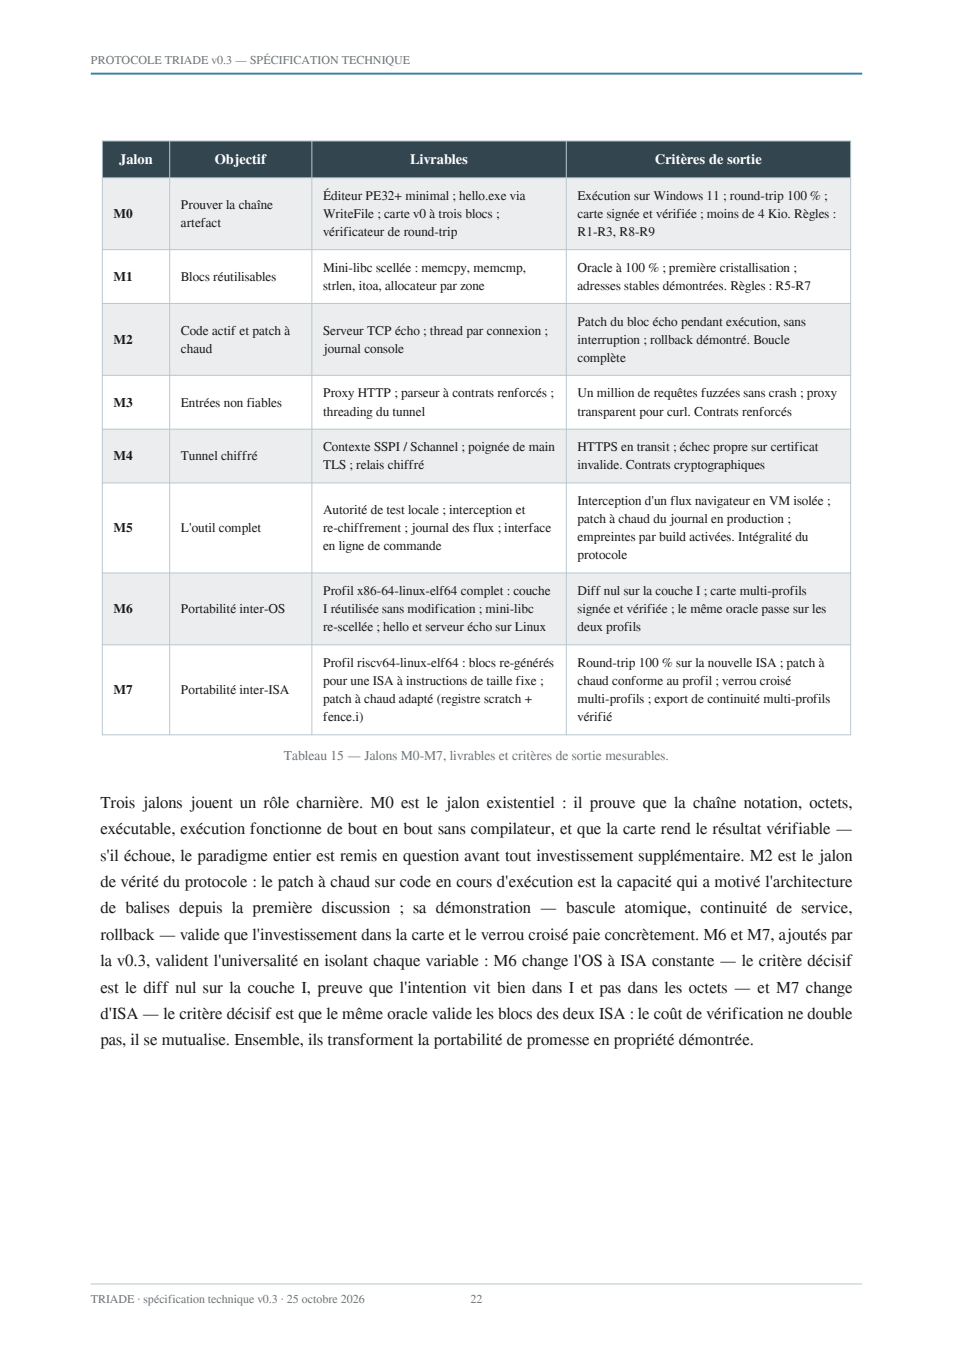 PROTOCOLE TRIADE v0.3 — SPÉCIFICATION TECHNIQUE
Jalon Objectif Livrables Critères de sortie
M0
Prouver la chaîne
artefact
Éditeur PE32+ minimal ; hello.exe via
WriteFile ; carte v0 à trois blocs ;
vérificateur de round-trip
Exécution sur Windows 11 ; round-trip 100 % ;
carte signée et vérifiée ; moins de 4 Kio. Règles :
R1-R3, R8-R9
M1
Blocs réutilisables
Mini-libc scellée : memcpy, memcmp,
strlen, itoa, allocateur par zone
Oracle à 100 % ; première cristallisation ;
adresses stables démontrées. Règles : R5-R7
M2
Code actif et patch à
chaud
Serveur TCP écho ; thread par connexion ;
journal console
Patch du bloc écho pendant exécution, sans
interruption ; rollback démontré. Boucle
complète
M3
Entrées non fiables
Proxy HTTP ; parseur à contrats renforcés ;
threading du tunnel
Un million de requêtes fuzzées sans crash ; proxy
transparent pour curl. Contrats renforcés
M4
Tunnel chiffré
Contexte SSPI / Schannel ; poignée de main
TLS ; relais chiffré
HTTPS en transit ; échec propre sur certificat
invalide. Contrats cryptographiques
M5
L'outil complet
Autorité de test locale ; interception et
re-chiffrement ; journal des flux ; interface
en ligne de commande
Interception d'un flux navigateur en VM isolée ;
patch à chaud du journal en production ;
empreintes par build activées. Intégralité du
protocole
M6
Portabilité inter-OS
Profil x86-64-linux-elf64 complet : couche
I réutilisée sans modification ; mini-libc
re-scellée ; hello et serveur écho sur Linux
Diff nul sur la couche I ; carte multi-profils
signée et vérifiée ; le même oracle passe sur les
deux profils
M7
Portabilité inter-ISA
Profil riscv64-linux-elf64 : blocs re-générés
pour une ISA à instructions de taille fixe ;
patch à chaud adapté (registre scratch +
fence.i)
Round-trip 100 % sur la nouvelle ISA ; patch à
chaud conforme au profil ; verrou croisé
multi-profils ; export de continuité multi-profils
vérifié
Tableau 15 — Jalons M0-M7, livrables et critères de sortie mesurables.
Trois jalons jouent un rôle charnière. M0 est le jalon existentiel : il prouve que la chaîne notation, octets,
exécutable, exécution fonctionne de bout en bout sans compilateur, et que la carte rend le résultat vérifiable —
s'il échoue, le paradigme entier est remis en question avant tout investissement supplémentaire. M2 est le jalon
de vérité du protocole : le patch à chaud sur code en cours d'exécution est la capacité qui a motivé l'architecture
de balises depuis la première discussion ; sa démonstration — bascule atomique, continuité de service,
rollback — valide que l'investissement dans la carte et le verrou croisé paie concrètement. M6 et M7, ajoutés par
la v0.3, valident l'universalité en isolant chaque variable : M6 change l'OS à ISA constante — le critère décisif
est le diff nul sur la couche I, preuve que l'intention vit bien dans I et pas dans les octets — et M7 change
d'ISA — le critère décisif est que le même oracle valide les blocs des deux ISA : le coût de vérification ne double
pas, il se mutualise. Ensemble, ils transforment la portabilité de promesse en propriété démontrée.
TRIADE · spécification technique v0.3 · 25 octobre 2026 22